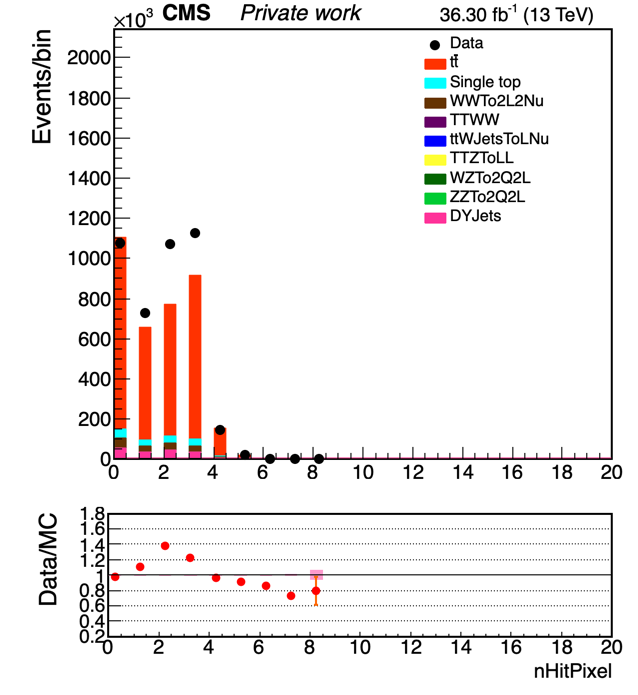 ×10³ CMS Private work 36.30 fb⁻¹ (13 TeV)
Events/bin
2000
1800
1600
1400
1200
1000
800
600
400
200
0
0 2 4 6 8 10 12 14 16 18 20
Data
tt̄
Single top
WWTo2L2Nu
TTWW
ttWJetsToLNu
TTZToLL
WZTo2Q2L
ZZTo2Q2L
DYJets
Data/MC
1.8
1.6
1.4
1.2
1
0.8
0.6
0.4
0.2
0 2 4 6 8 10 12 14 16 18 20
nHitPixel